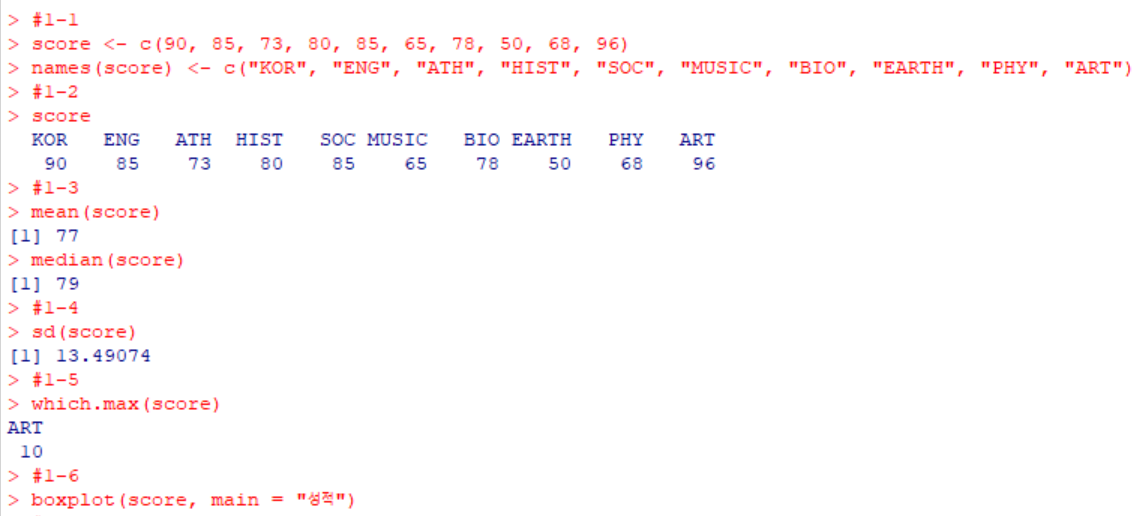 > #1-1
> score <- c(90, 85, 73, 80, 85, 65, 78, 50, 68, 96)
> names(score) <- c("KOR", "ENG", "ATH", "HIST", "SOC", "MUSIC", "BIO", "EARTH", "PHY", "ART")
> #1-2
> score
  KOR   ENG   ATH  HIST   SOC MUSIC   BIO EARTH   PHY   ART
   90    85    73    80    85    65    78    50    68    96
> #1-3
> mean(score)
[1] 77
> median(score)
[1] 79
> #1-4
> sd(score)
[1] 13.49074
> #1-5
> which.max(score)
ART
 10
> #1-6
> boxplot(score, main = "성적")